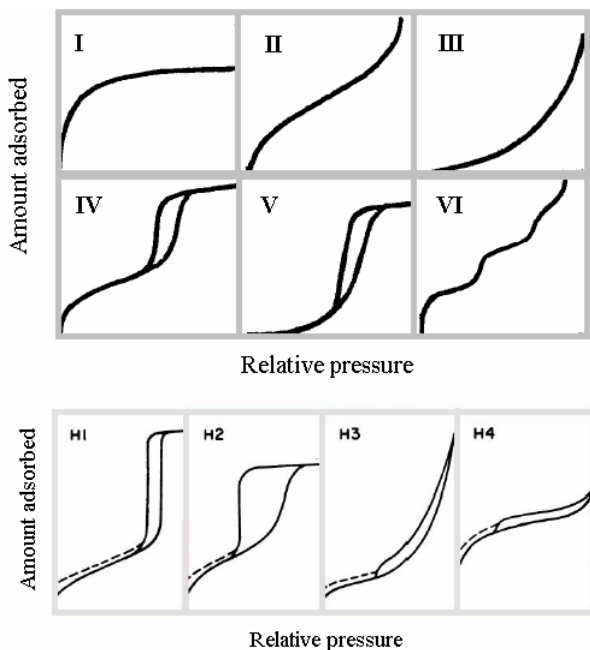 I
II
III
IV
V
VI
Amount adsorbed
Relative pressure
H1
H2
H3
H4
Amount adsorbed
Relative pressure